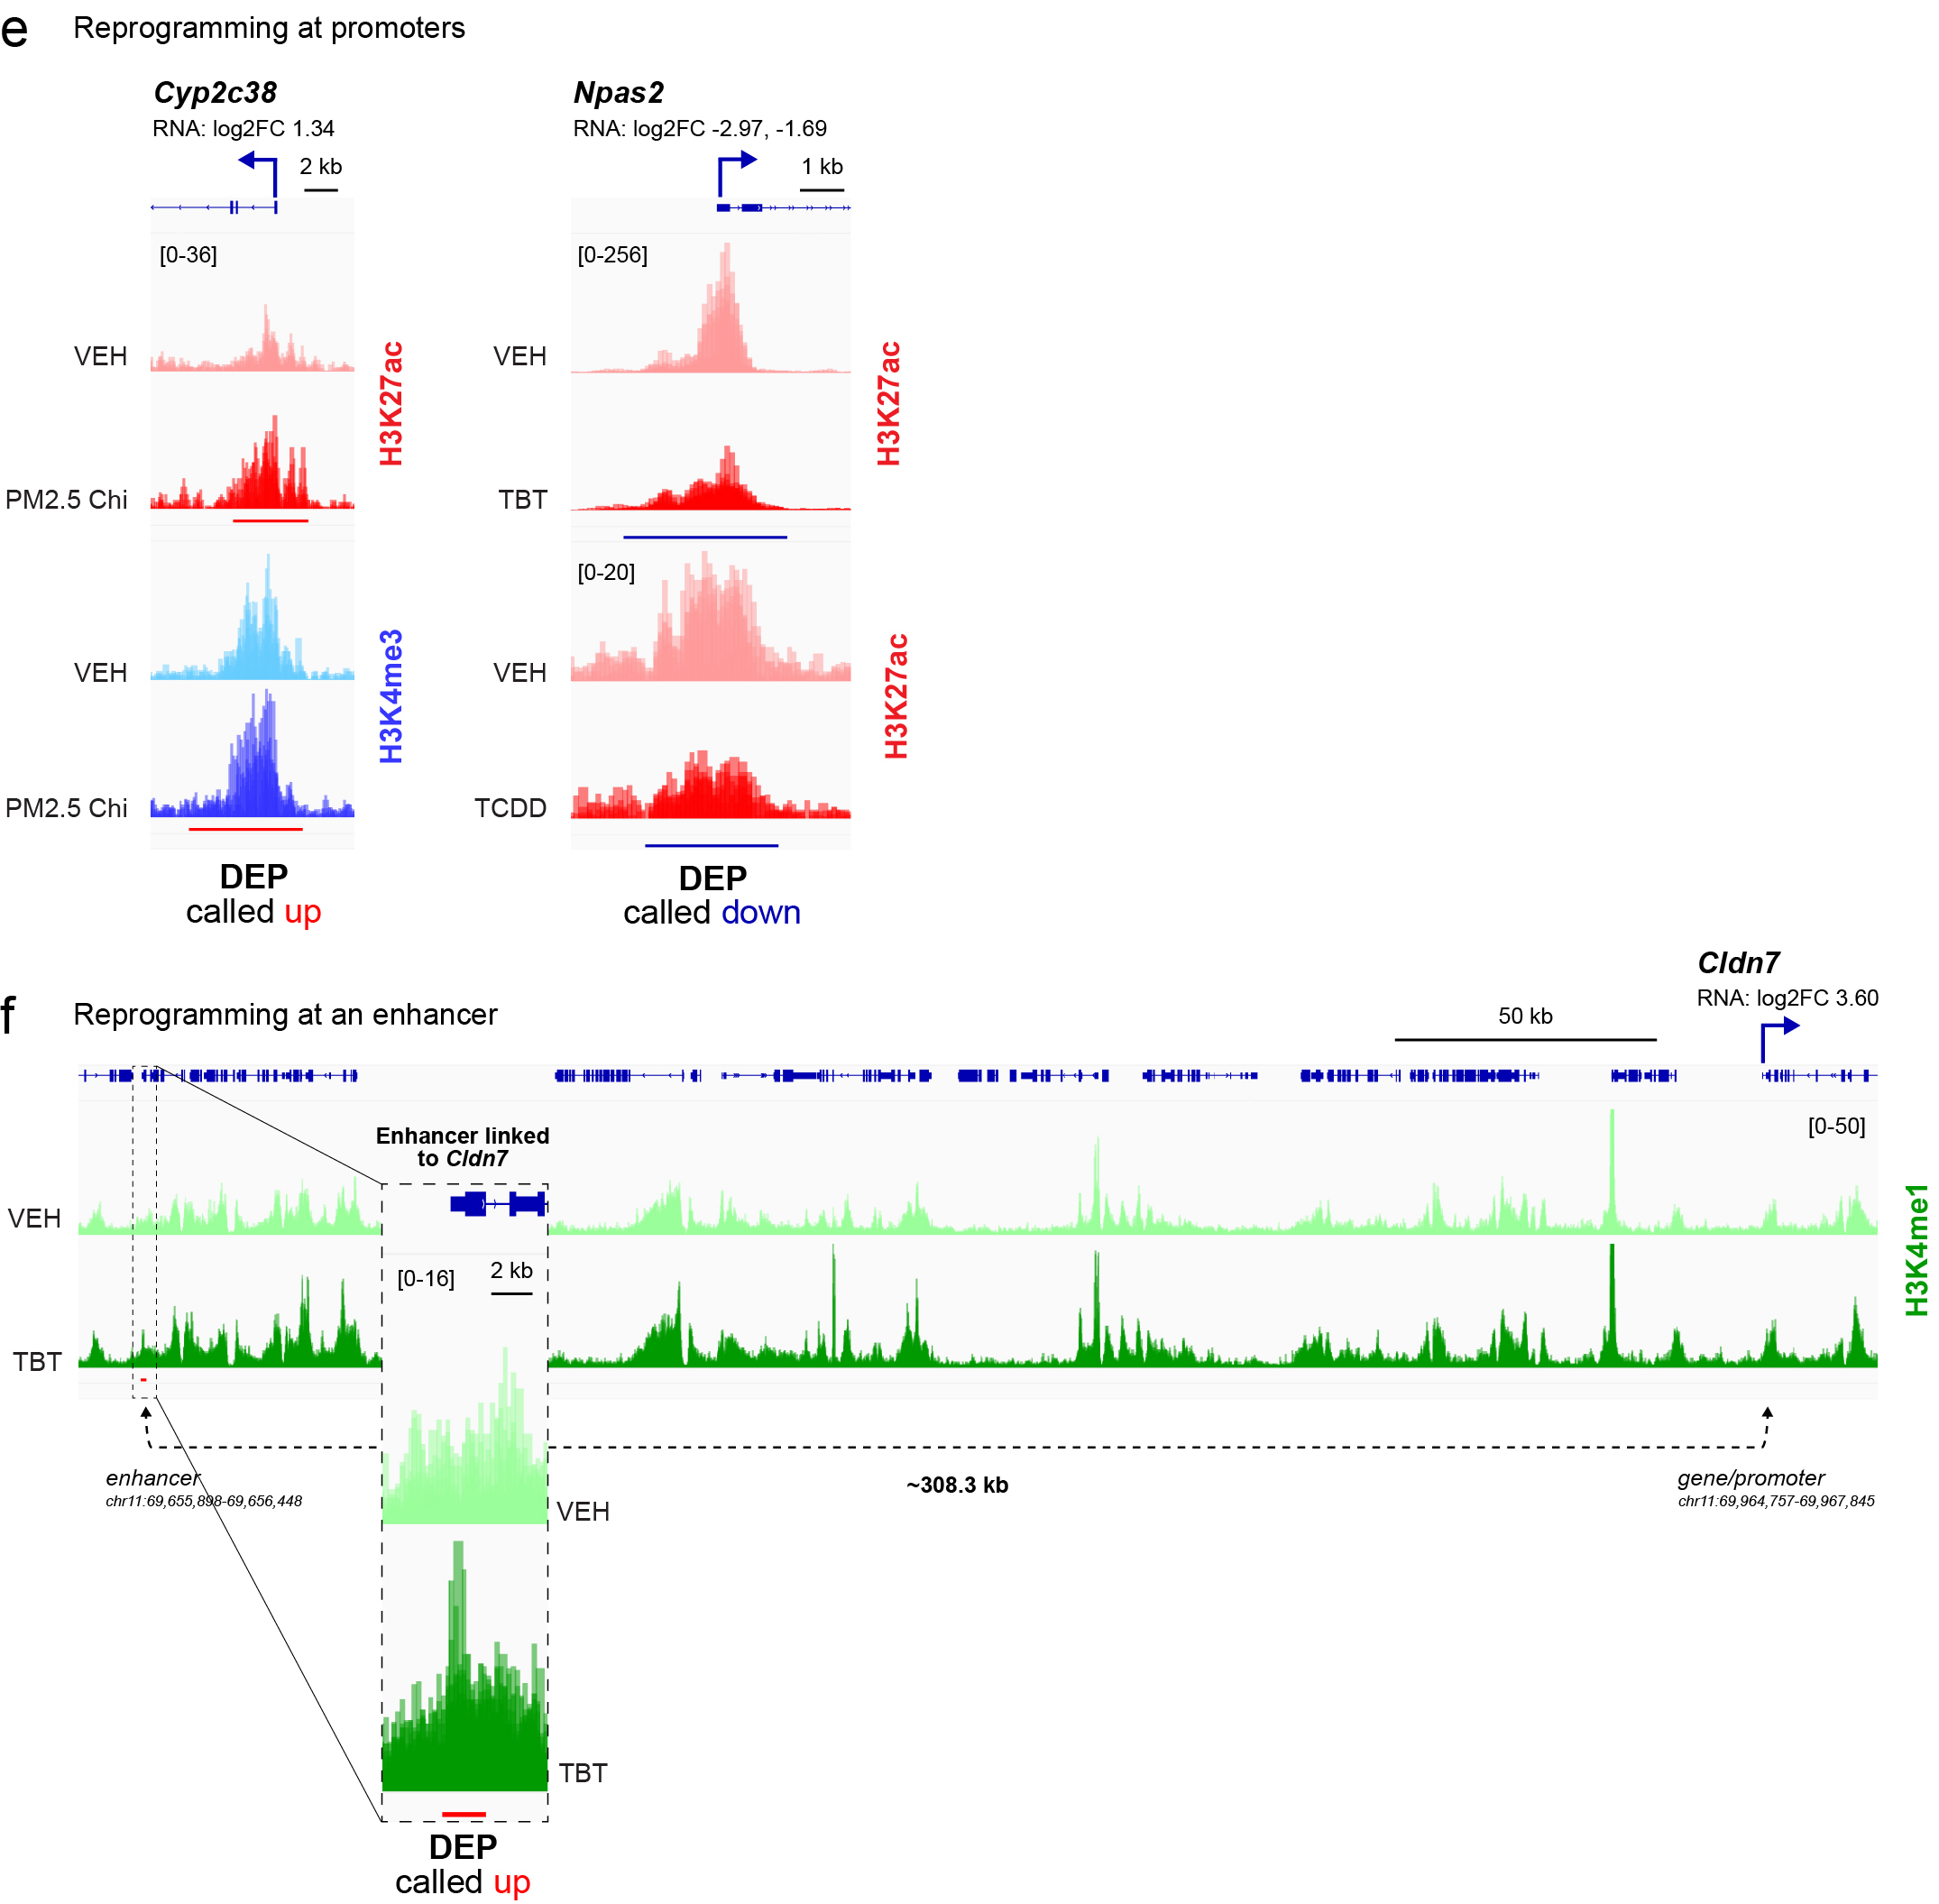 e Reprogramming at promoters
Cyp2c38
RNA: log2FC 1.34
2 kb
[0-36]
VEH
PM2.5 Chi
H3K27ac
VEH
PM2.5 Chi
H3K4me3
DEP
called up
Npas2
RNA: log2FC -2.97, -1.69
1 kb
[0-256]
VEH
TBT
H3K27ac
[0-20]
VEH
TCDD
H3K27ac
DEP
called down
f Reprogramming at an enhancer
50 kb
Cldn7
RNA: log2FC 3.60
[0-50]
VEH
TBT
H3K4me1
Enhancer linked
to Cldn7
[0-16]
2 kb
VEH
TBT
DEP
called up
enhancer
chr11:69,655,898-69,656,448
~308.3 kb
gene/promoter
chr11:69,964,757-69,967,845